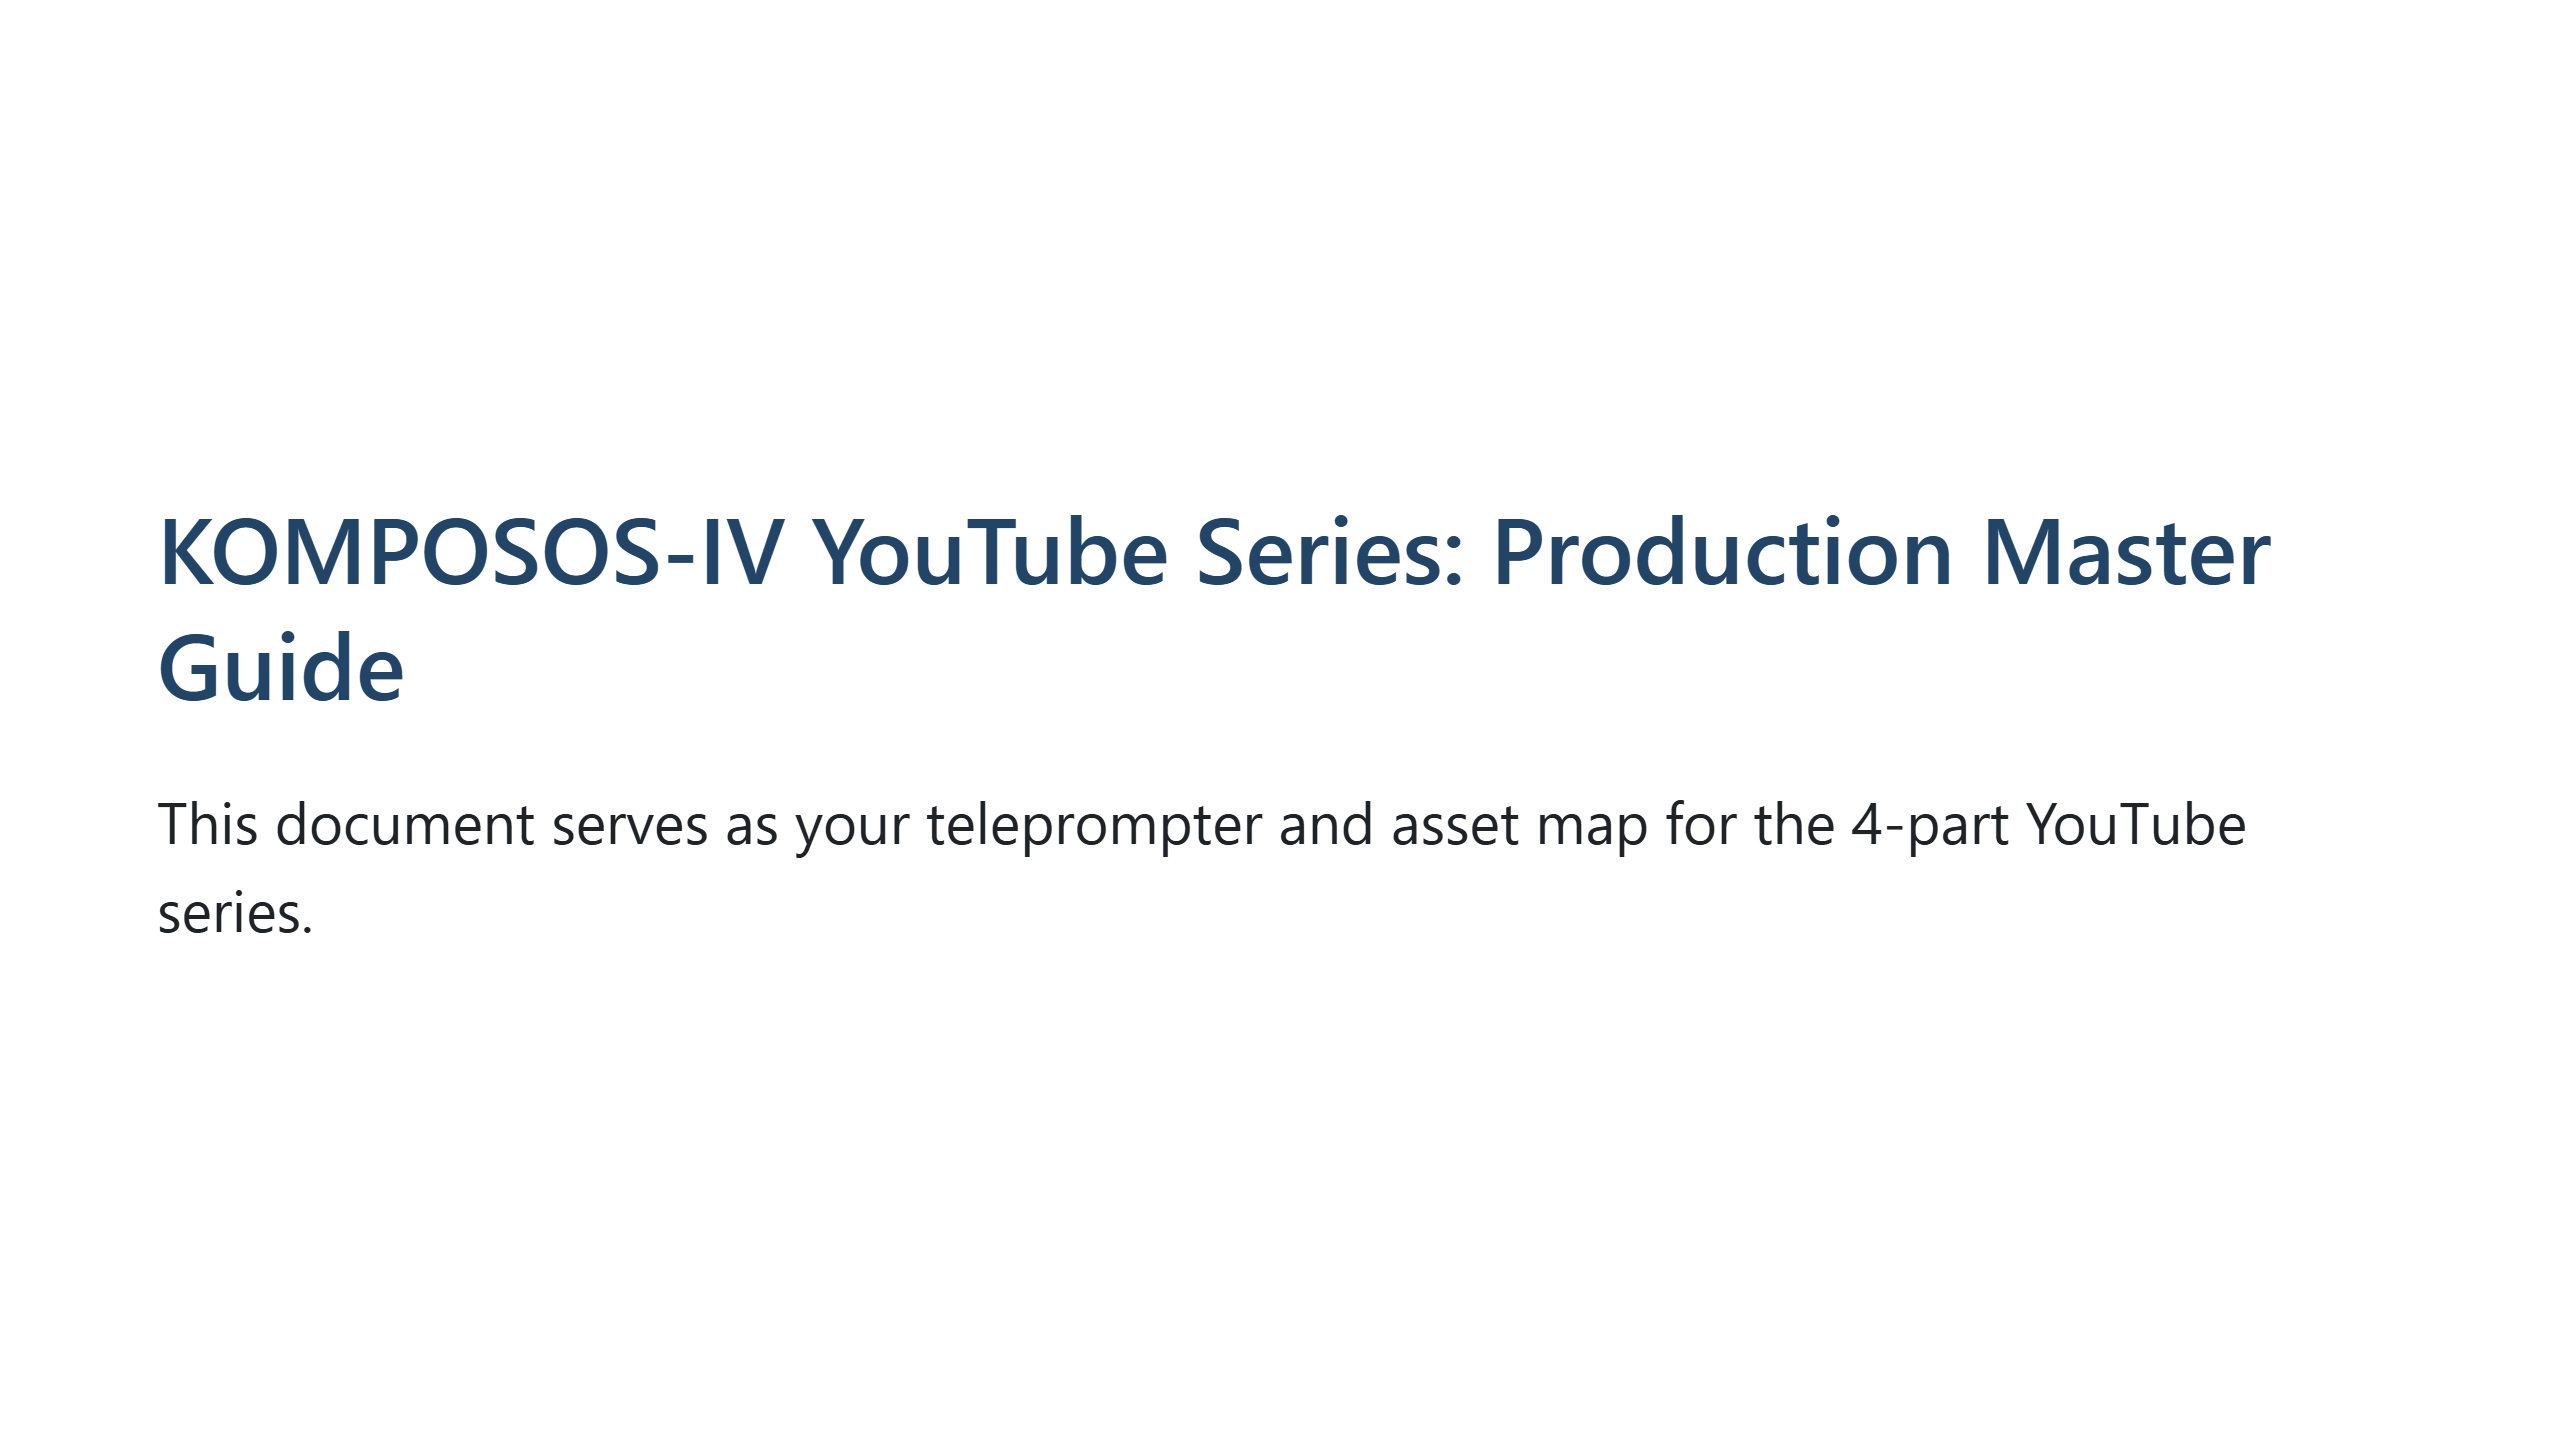 KOMPOSOS-IV YouTube Series: Production Master
Guide
This document serves as your teleprompter and asset map for the 4-part YouTube
series.